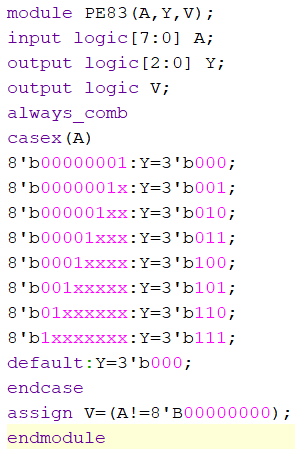 module PE83(A,Y,V);
input logic[7:0] A;
output logic[2:0] Y;
output logic V;
always_comb
casex(A)
8'b00000001:Y=3'b000;
8'b0000001x:Y=3'b001;
8'b000001xx:Y=3'b010;
8'b00001xxx:Y=3'b011;
8'b0001xxxx:Y=3'b100;
8'b001xxxxx:Y=3'b101;
8'b01xxxxxx:Y=3'b110;
8'b1xxxxxxx:Y=3'b111;
default:Y=3'b000;
endcase
assign V=(A!=8'B00000000);
endmodule